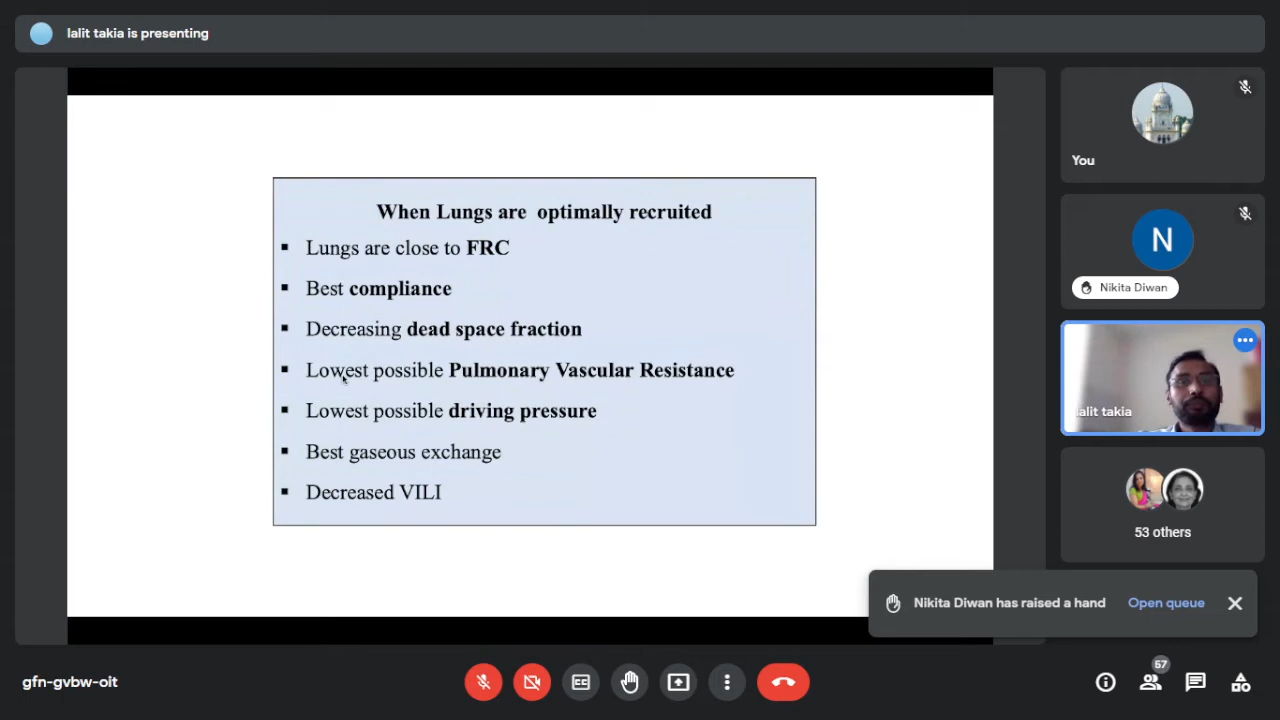 lalit takia is presenting
When Lungs are optimally recruited
▪ Lungs are close to FRC
▪ Best compliance
▪ Decreasing dead space fraction
▪ Lowest possible Pulmonary Vascular Resistance
▪ Lowest possible driving pressure
▪ Best gaseous exchange
▪ Decreased VILI
You
N
Nikita Diwan
lalit takia
53 others
Nikita Diwan has raised a hand Open queue
gfn-gvbw-oit
CC
57